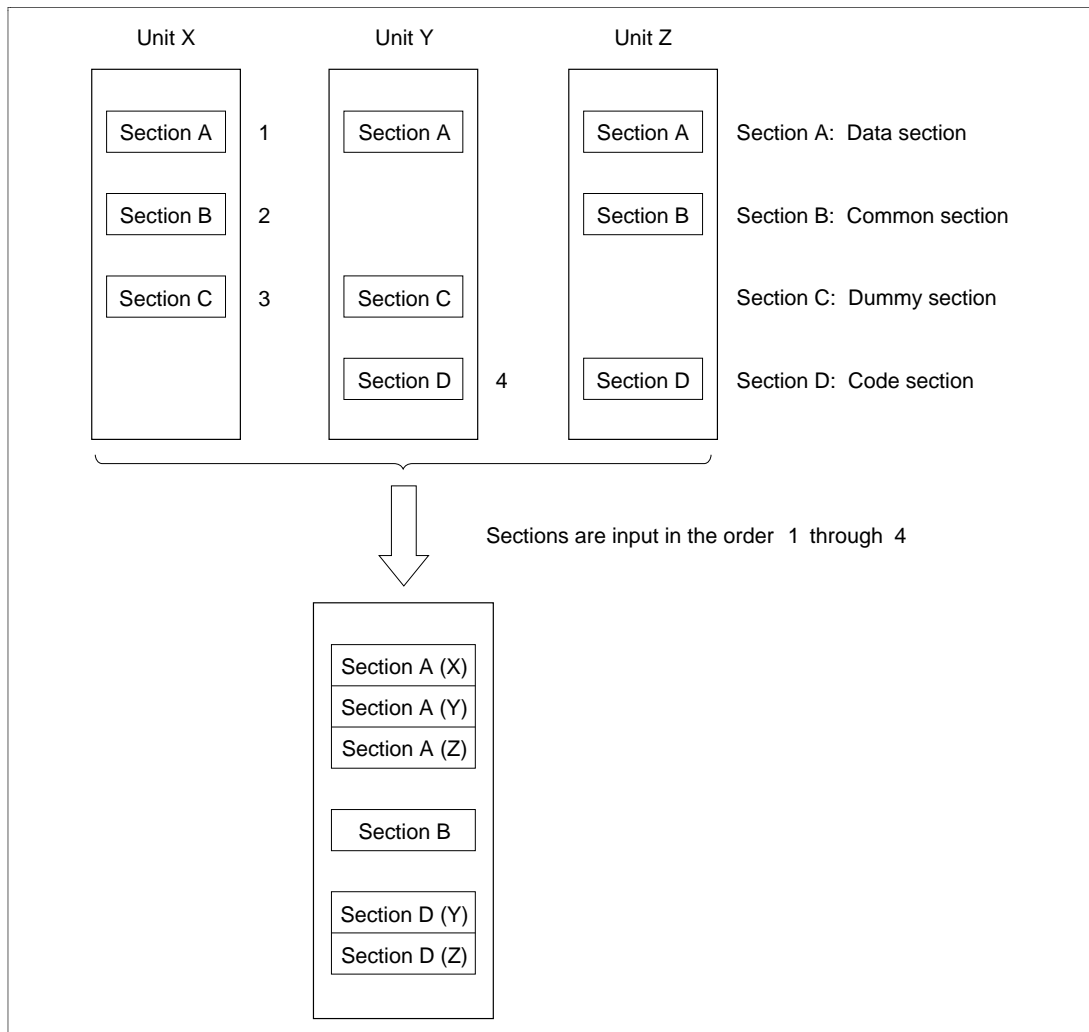 Unit X Unit Y Unit Z
Section A 1 Section A Section A Section A: Data section
Section B 2 Section B Section B: Common section
Section C 3 Section C Section C: Dummy section
Section D 4 Section D Section D: Code section
Sections are input in the order 1 through 4
Section A (X)
Section A (Y)
Section A (Z)
Section B
Section D (Y)
Section D (Z)